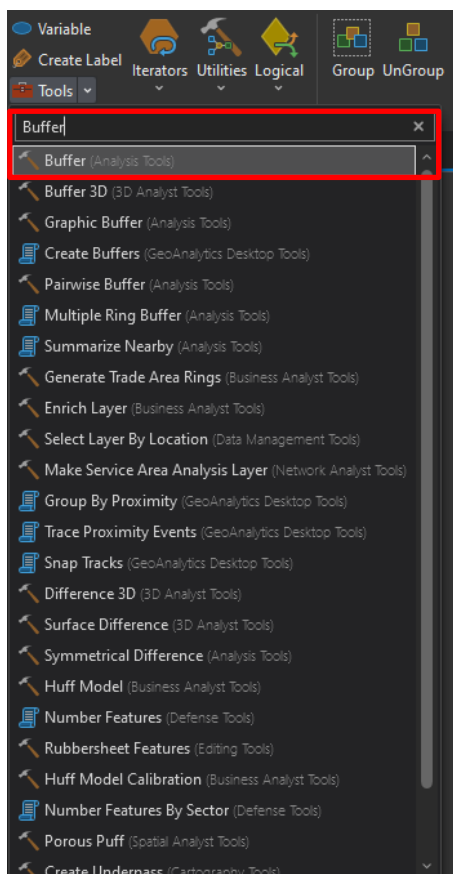 Variable
Create Label
Tools
Iterators Utilities Logical
Group UnGroup
Buffer
Buffer (Analysis Tools)
Buffer 3D (3D Analyst Tools)
Graphic Buffer (Analysis Tools)
Create Buffers (GeoAnalytics Desktop Tools)
Pairwise Buffer (Analysis Tools)
Multiple Ring Buffer (Analysis Tools)
Summarize Nearby (Analysis Tools)
Generate Trade Area Rings (Business Analyst Tools)
Enrich Layer (Business Analyst Tools)
Select Layer By Location (Data Management Tools)
Make Service Area Analysis Layer (Network Analyst Tools)
Group By Proximity (GeoAnalytics Desktop Tools)
Trace Proximity Events (GeoAnalytics Desktop Tools)
Snap Tracks (GeoAnalytics Desktop Tools)
Difference 3D (3D Analyst Tools)
Surface Difference (3D Analyst Tools)
Symmetrical Difference (Analysis Tools)
Huff Model (Business Analyst Tools)
Number Features (Defense Tools)
Rubbersheet Features (Editing Tools)
Huff Model Calibration (Business Analyst Tools)
Number Features By Sector (Defense Tools)
Porous Puff (Spatial Analyst Tools)
Create Underpass (Cartography Tools)